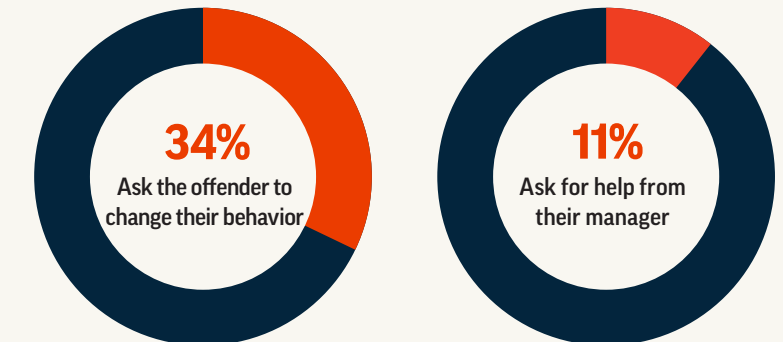 34%
Ask the offender to
change their behavior
11%
Ask for help from
their manager